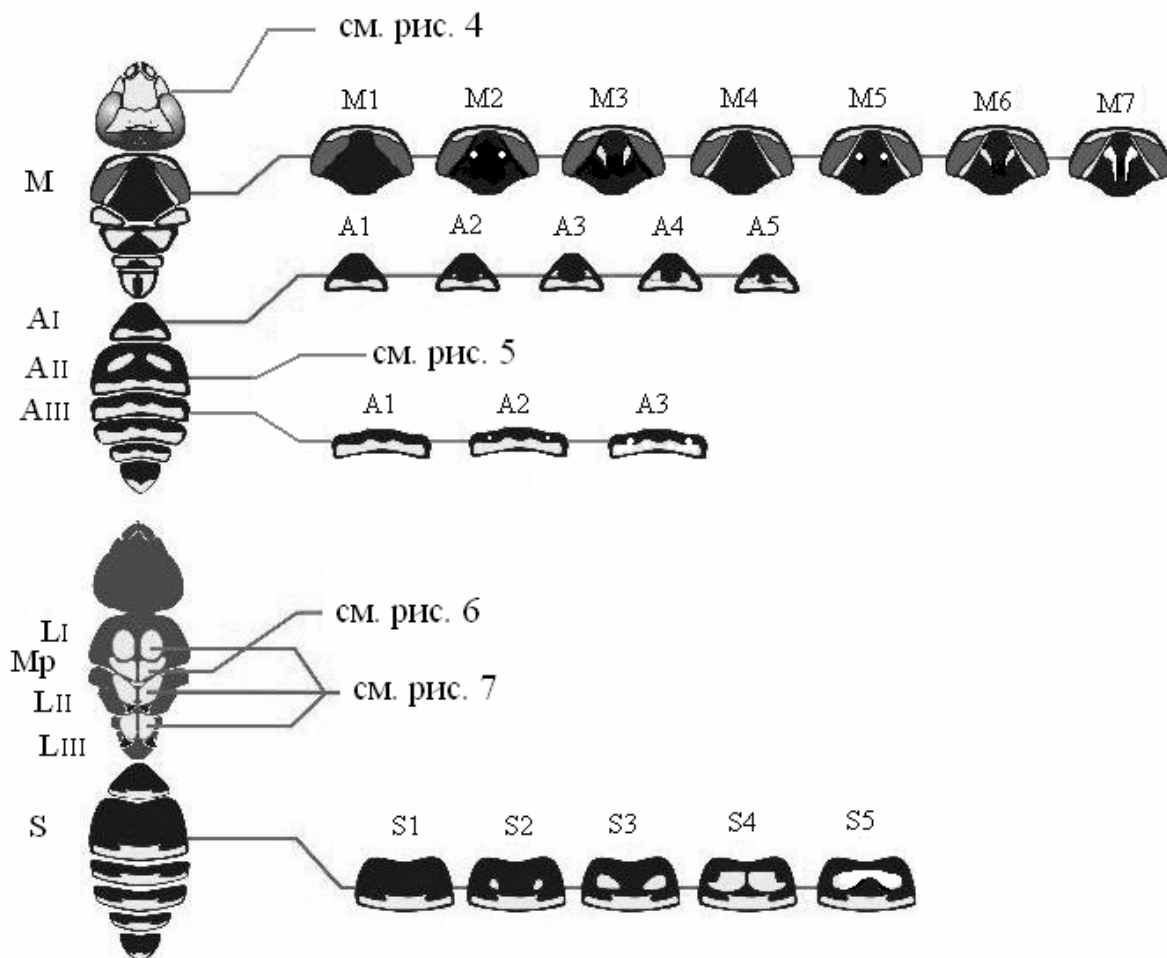 см. рис. 4
M
M1 M2 M3 M4 M5 M6 M7
A1 A2 A3 A4 A5
AI
AII
см. рис. 5
AIII
A1 A2 A3
LI
см. рис. 6
Mp
LII
см. рис. 7
LIII
S
S1 S2 S3 S4 S5